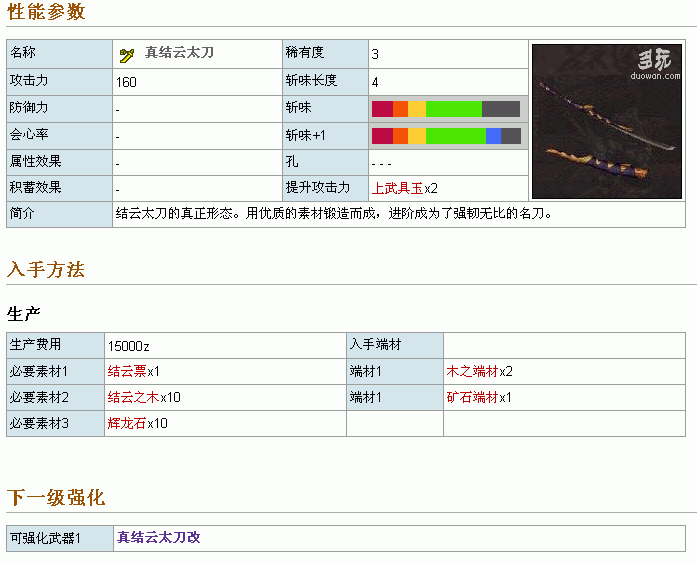 性能参数
名称 真结云太刀 稀有度 3
攻击力 160 斩味长度 4
防御力 - 斩味
会心率 - 斩味+1
属性效果 - 孔 - - -
积蓄效果 - 提升攻击力 上武具玉x2
简介 结云太刀的真正形态。用优质的素材锻造而成，进阶成为了强韧无比的名刀。
多玩
duowan.com
入手方法
生产
生产费用 15000z 入手端材
必要素材1 结云票x1 端材1 木之端材x2
必要素材2 结云之木x10 端材1 矿石端材x1
必要素材3 辉龙石x10
下一级强化
可强化武器1 真结云太刀改